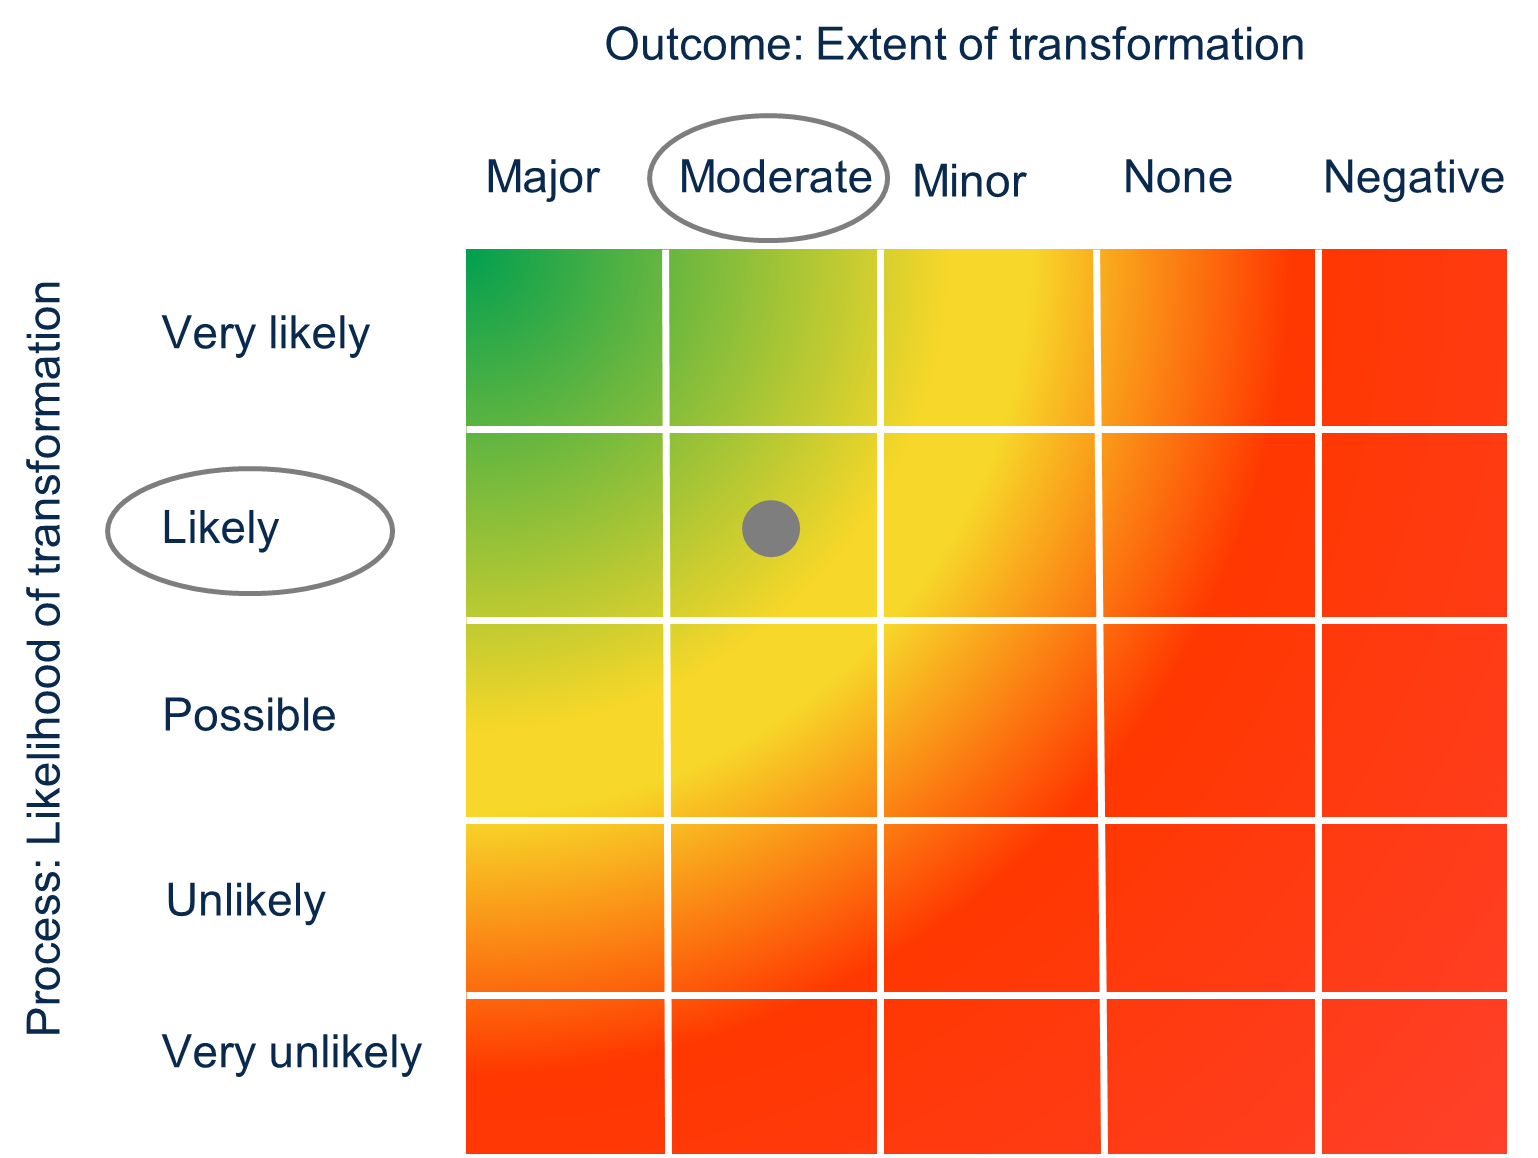 Outcome: Extent of transformation
Major Moderate Minor None Negative
Process: Likelihood of transformation
Very likely
Likely
Possible
Unlikely
Very unlikely